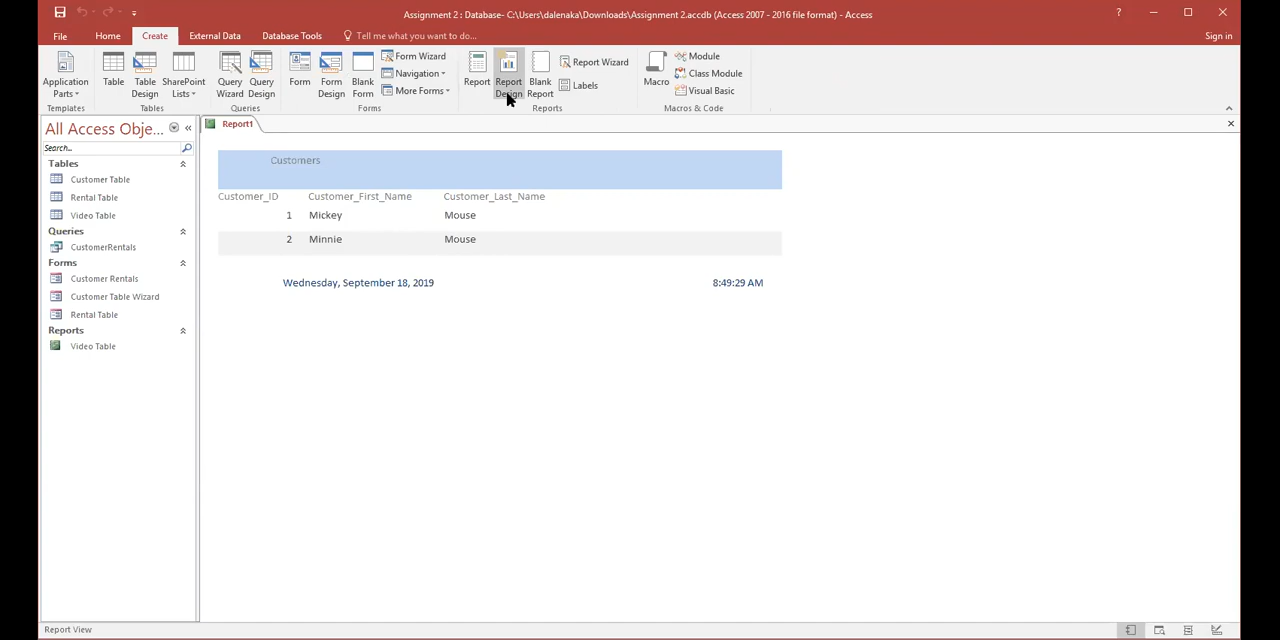 Assignment 2 : Database- C:\Users\dalenaka\Downloads\Assignment 2.accdb (Access 2007 - 2016 file format) - Access
?
File Home Create External Data Database Tools Tell me what you want to do... Sign in
Application Parts
Table
Table Design
SharePoint Lists
Query Wizard
Query Design
Form
Form Design
Blank Form
Form Wizard
Navigation
More Forms
Report
Report Design
Blank Report
Report Wizard
Labels
Macro
Module
Class Module
Visual Basic
Templates Tables Queries Forms Reports Macros & Code
All Access Obje...
Search...
Tables
Customer Table
Rental Table
Video Table
Queries
CustomerRentals
Forms
Customer Rentals
Customer Table Wizard
Rental Table
Reports
Video Table
Report1
Customers
Customer_ID Customer_First_Name Customer_Last_Name
1 Mickey Mouse
2 Minnie Mouse
Wednesday, September 18, 2019 8:49:29 AM
Report View